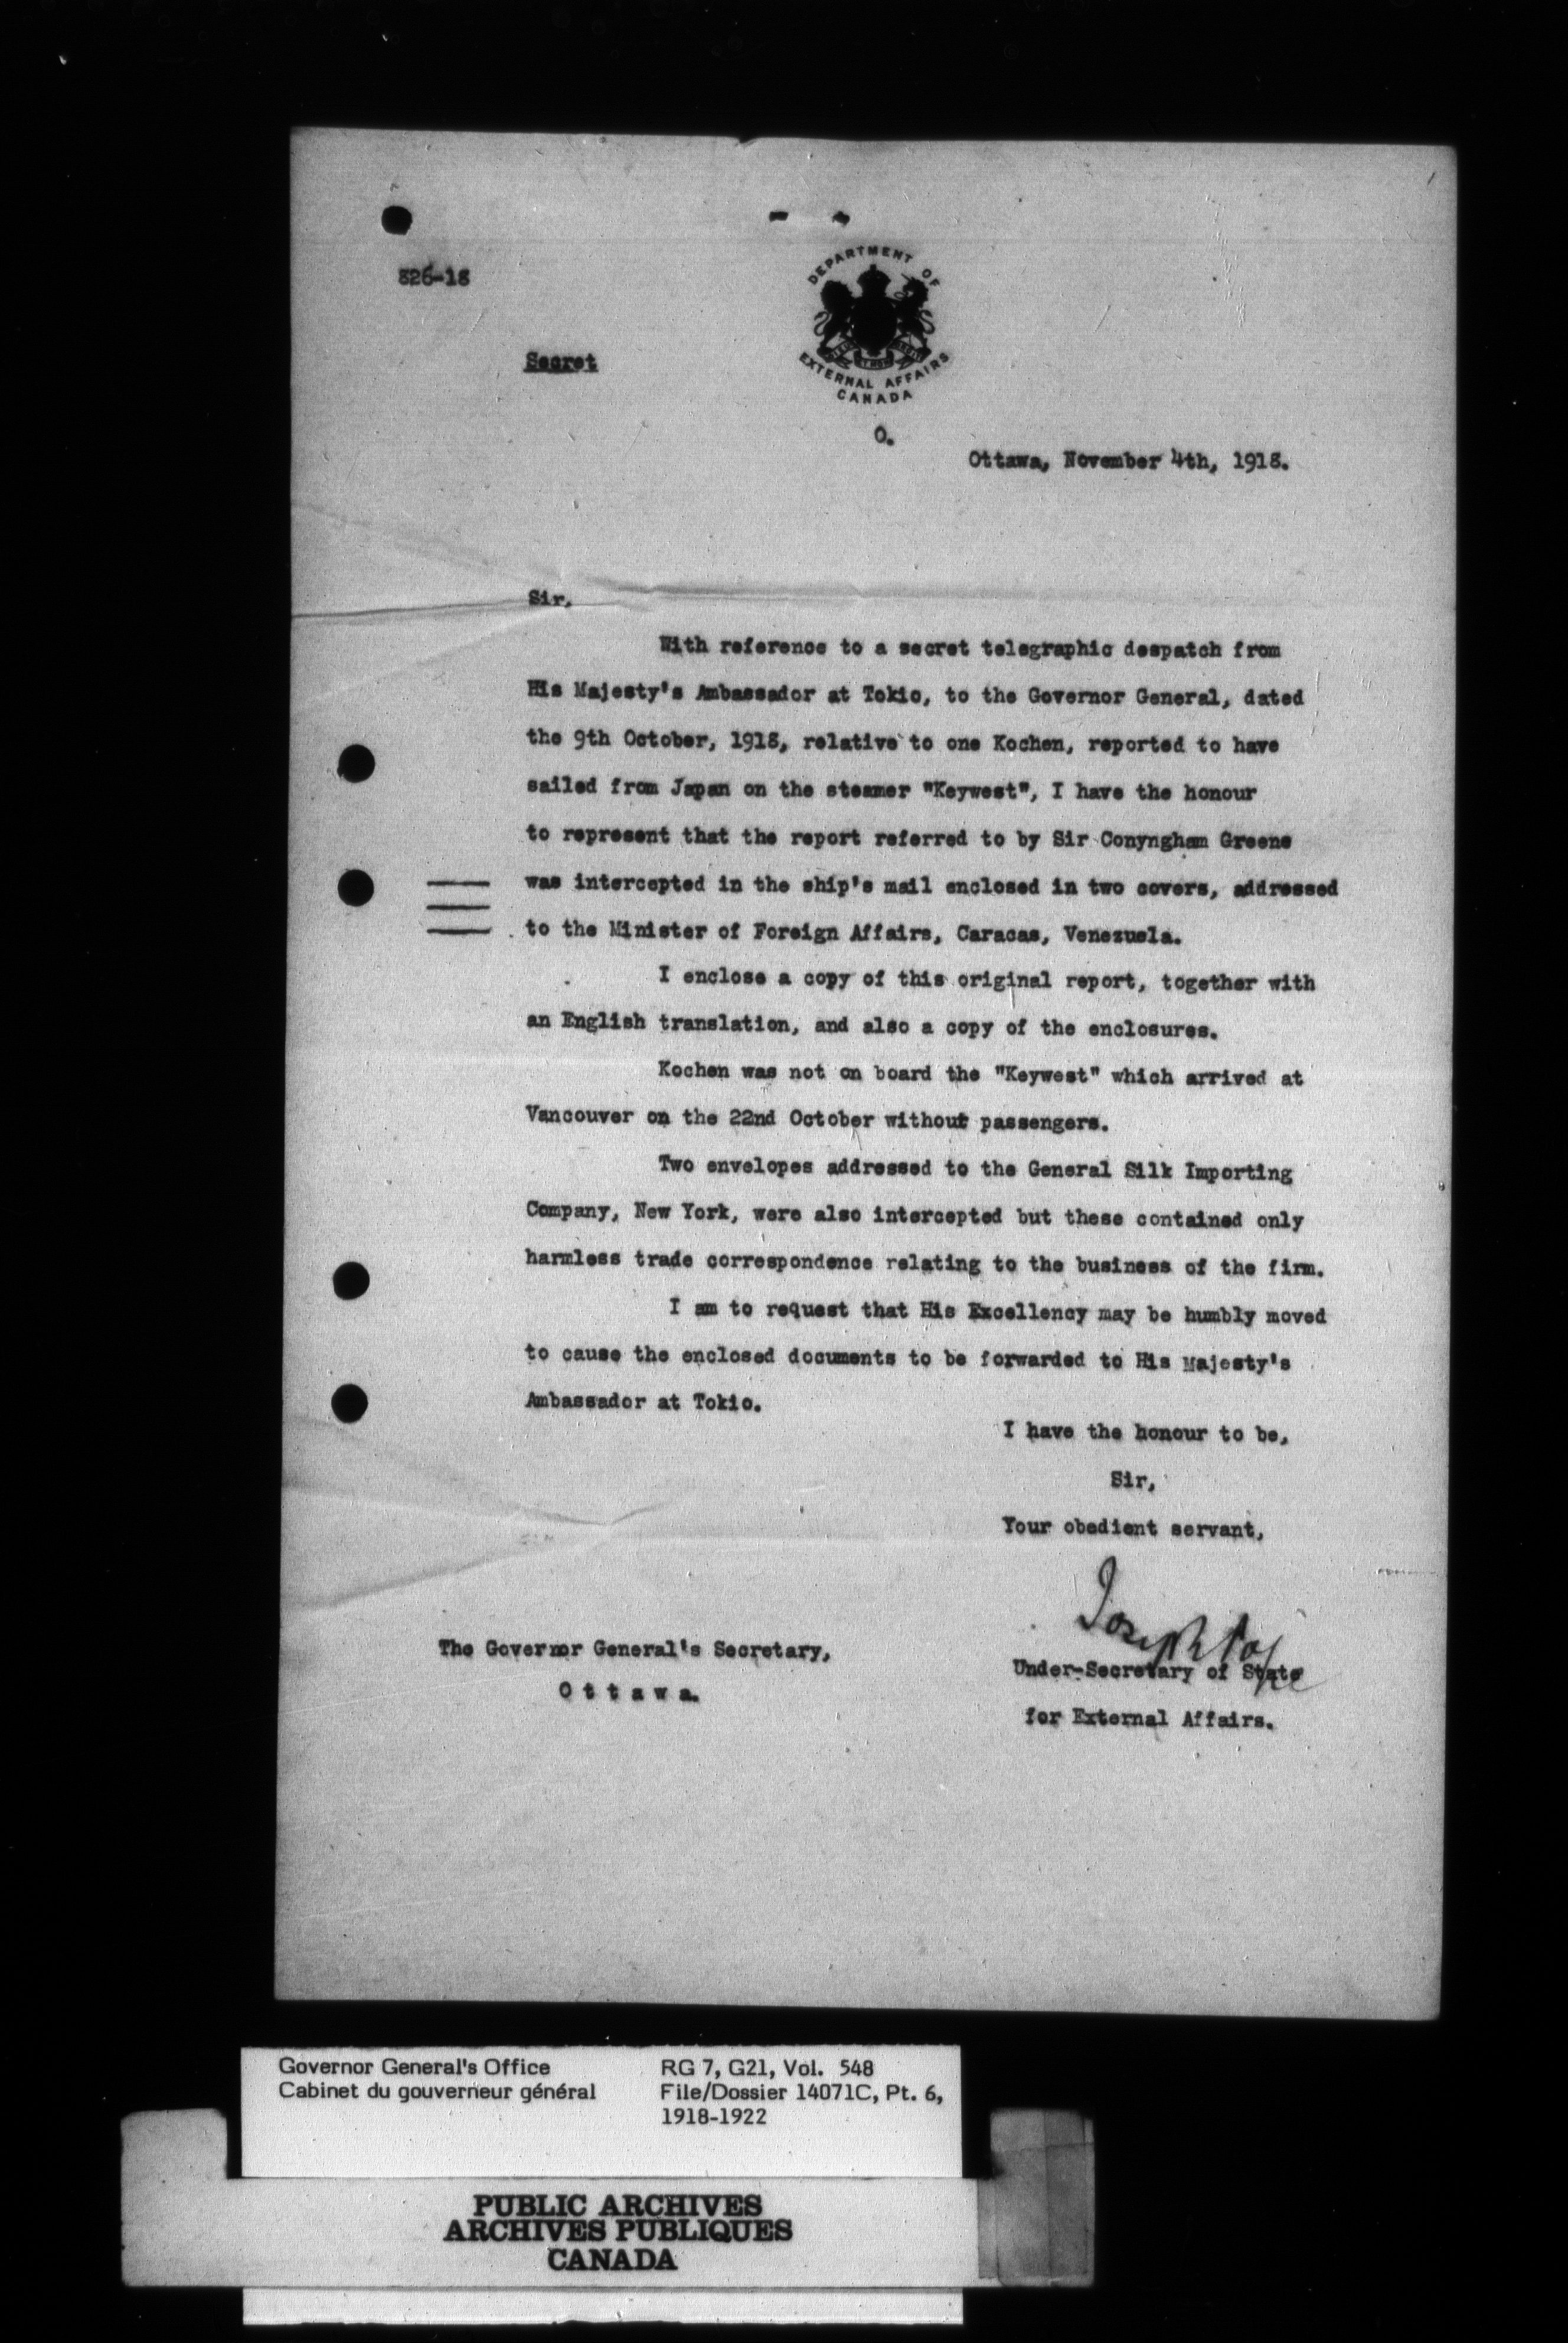 826-18
DEPARTMENT OF
EXTERNAL AFFAIRS
CANADA
Secret
O.
Ottawa, November 4th, 1918.
Sir,
With reference to a secret telegraphic despatch from
His Majesty's Ambassador at Tokio, to the Governor General, dated
the 9th October, 1918, relative to one Kochen, reported to have
sailed from Japan on the steamer "Keywest", I have the honour
to represent that the report referred to by Sir Conyngham Greene
was intercepted in the ship's mail enclosed in two covers, addressed
to the Minister of Foreign Affairs, Caracas, Venezuela.
I enclose a copy of this original report, together with
an English translation, and also a copy of the enclosures.
Kochen was not on board the "Keywest" which arrived at
Vancouver on the 22nd October without passengers.
Two envelopes addressed to the General Silk Importing
Company, New York, were also intercepted but these contained only
harmless trade correspondence relating to the business of the firm.
I am to request that His Excellency may be humbly moved
to cause the enclosed documents to be forwarded to His Majesty's
Ambassador at Tokio.
I have the honour to be,
Sir,
Your obedient servant,
Joseph Pope
Under-Secretary of State
for External Affairs.
The Governor General's Secretary,
Ottawa.
Governor General's Office
Cabinet du gouverneur général
RG 7, G21, Vol. 548
File/Dossier 14071C, Pt. 6,
1918-1922
PUBLIC ARCHIVES
ARCHIVES PUBLIQUES
CANADA